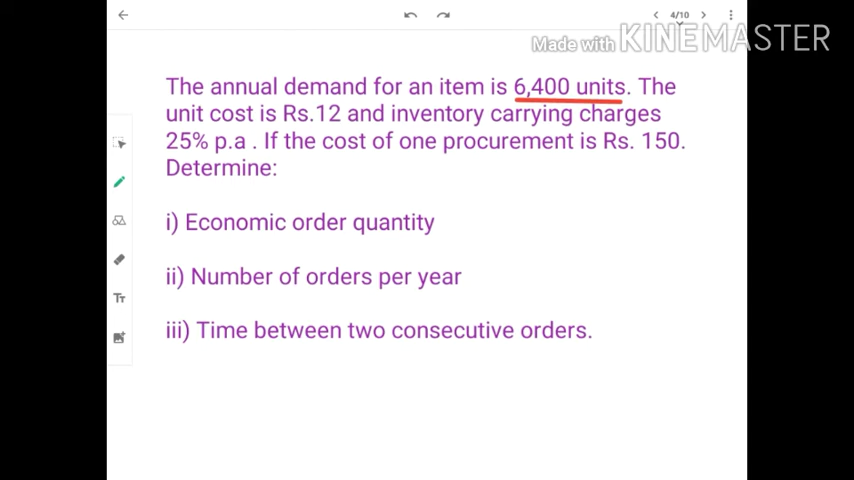 4/10
Made with KINEMASTER
The annual demand for an item is 6,400 units. The
unit cost is Rs.12 and inventory carrying charges
25% p.a . If the cost of one procurement is Rs. 150.
Determine:
i) Economic order quantity
ii) Number of orders per year
iii) Time between two consecutive orders.
Tт